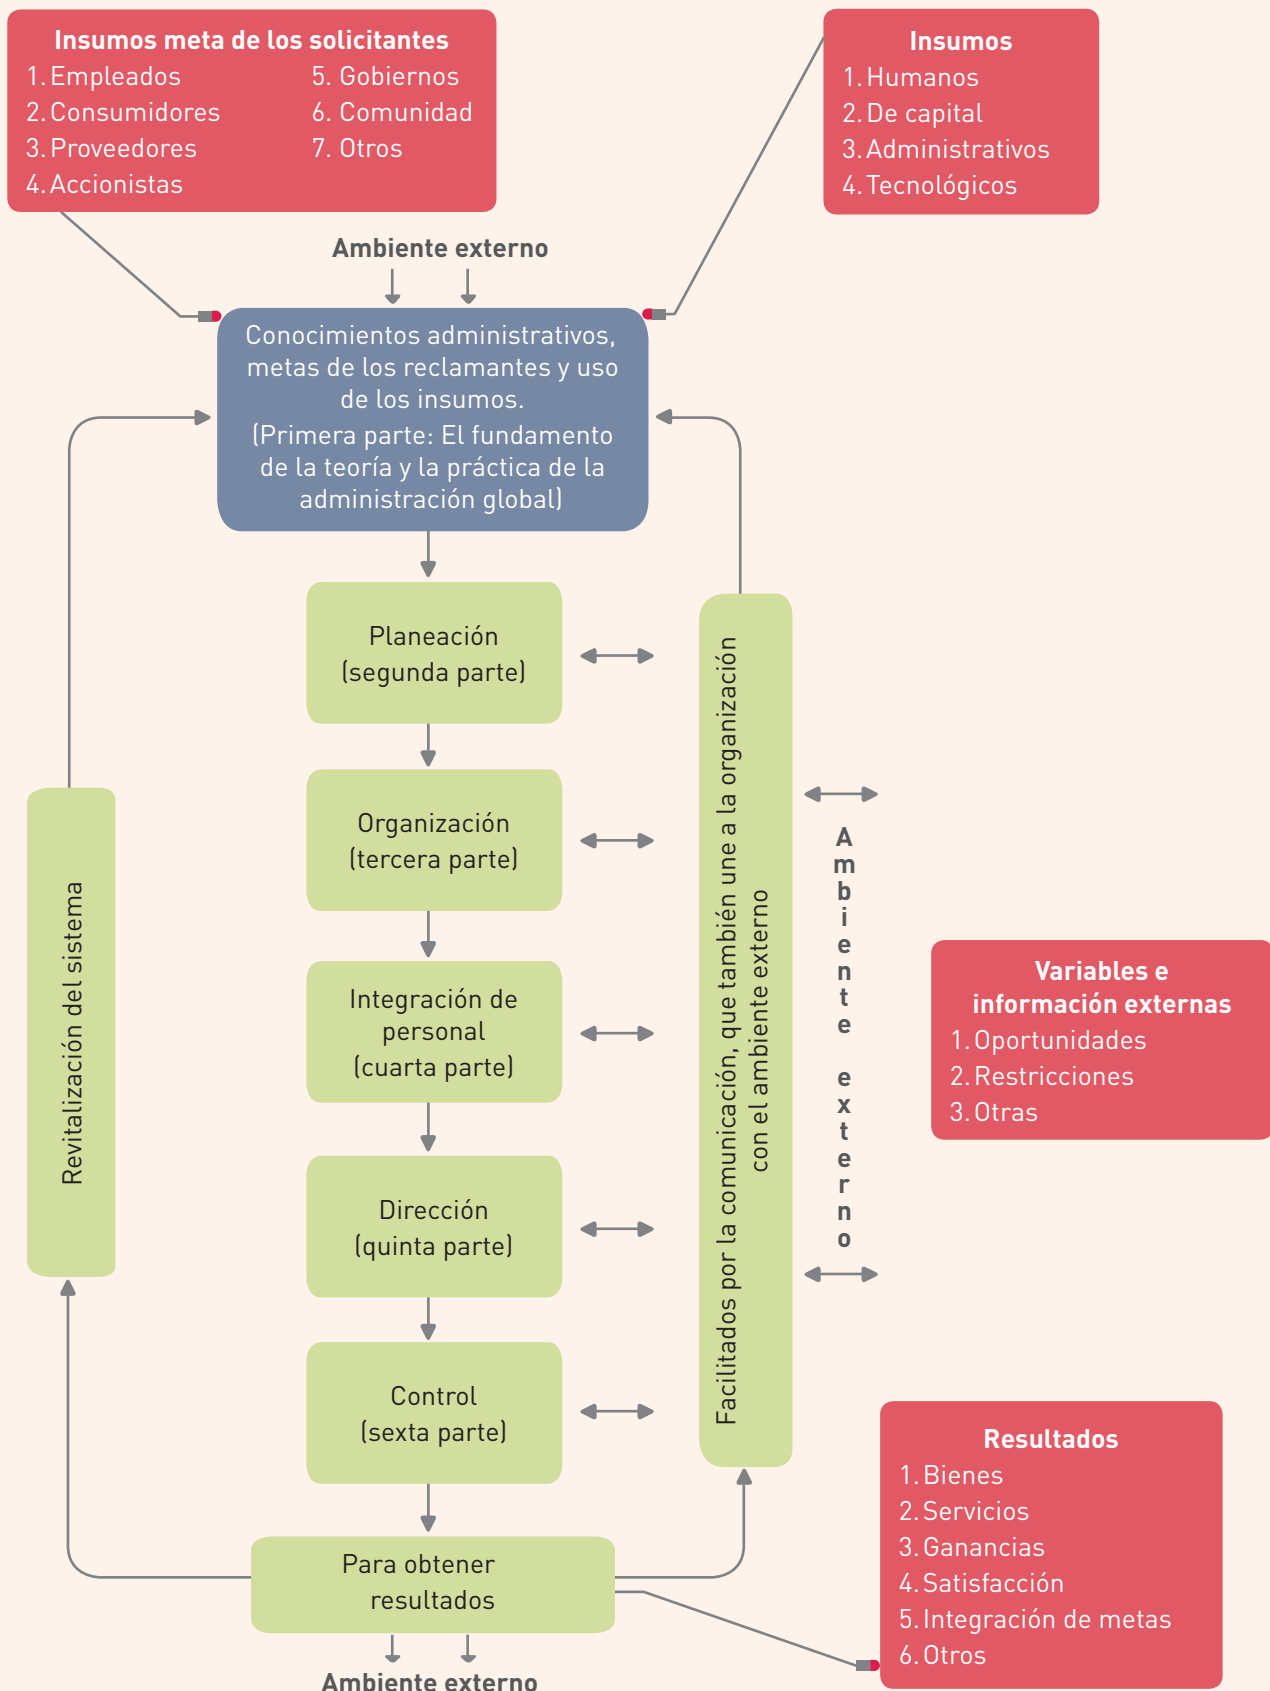 Insumos meta de los solicitantes
1. Empleados
2. Consumidores
3. Proveedores
4. Accionistas
5. Gobiernos
6. Comunidad
7. Otros
Insumos
1. Humanos
2. De capital
3. Administrativos
4. Tecnológicos
Ambiente externo
Conocimientos administrativos,
metas de los reclamantes y uso
de los insumos.
(Primera parte: El fundamento
de la teoría y la práctica de la
administración global)
Planeación
(segunda parte)
Organización
(tercera parte)
Integración de
personal
(cuarta parte)
Dirección
(quinta parte)
Control
(sexta parte)
Para obtener
resultados
Ambiente externo
Revitalización del sistema
Facilitados por la comunicación, que también une a la organización
con el ambiente externo
Ambiente externo
Variables e
información externas
1. Oportunidades
2. Restricciones
3. Otras
Resultados
1. Bienes
2. Servicios
3. Ganancias
4. Satisfacción
5. Integración de metas
6. Otros